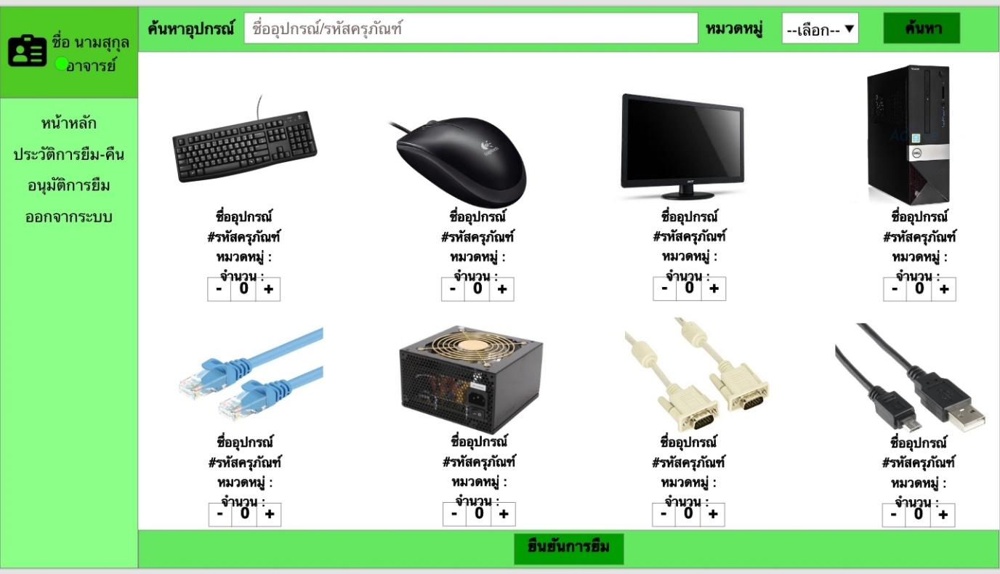 ชื่อ นามสุกุล
อาจารย์
หน้าหลัก
ประวัติการยืม-คืน
อนุมัติการยืม
ออกจากระบบ
ค้นหาอุปกรณ์ ชื่ออุปกรณ์/รหัสครุภัณฑ์ หมวดหมู่ --เลือก-- ค้นหา
Logitech
acer
Vostro
DELL
ชื่ออุปกรณ์ ชื่ออุปกรณ์ ชื่ออุปกรณ์ ชื่ออุปกรณ์
#รหัสครุภัณฑ์ #รหัสครุภัณฑ์ #รหัสครุภัณฑ์ #รหัสครุภัณฑ์
หมวดหมู่ : หมวดหมู่ : หมวดหมู่ : หมวดหมู่ :
จำนวน : จำนวน : จำนวน : จำนวน :
- 0 + - 0 + - 0 + - 0 +
ชื่ออุปกรณ์ ชื่ออุปกรณ์ ชื่ออุปกรณ์ ชื่ออุปกรณ์
#รหัสครุภัณฑ์ #รหัสครุภัณฑ์ #รหัสครุภัณฑ์ #รหัสครุภัณฑ์
หมวดหมู่ : หมวดหมู่ : หมวดหมู่ : หมวดหมู่ :
จำนวน : จำนวน : จำนวน : จำนวน :
- 0 + - 0 + - 0 + - 0 +
ยืนยันการยืม